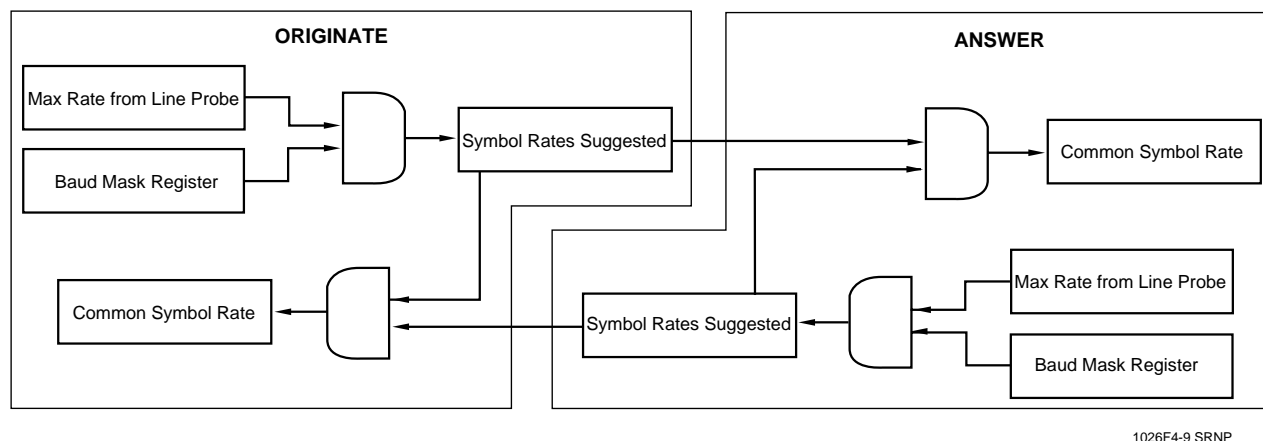 ORIGINATE
ANSWER
Max Rate from Line Probe
Baud Mask Register
Symbol Rates Suggested
Common Symbol Rate
Common Symbol Rate
Symbol Rates Suggested
Max Rate from Line Probe
Baud Mask Register
1026F4-9 SRNP